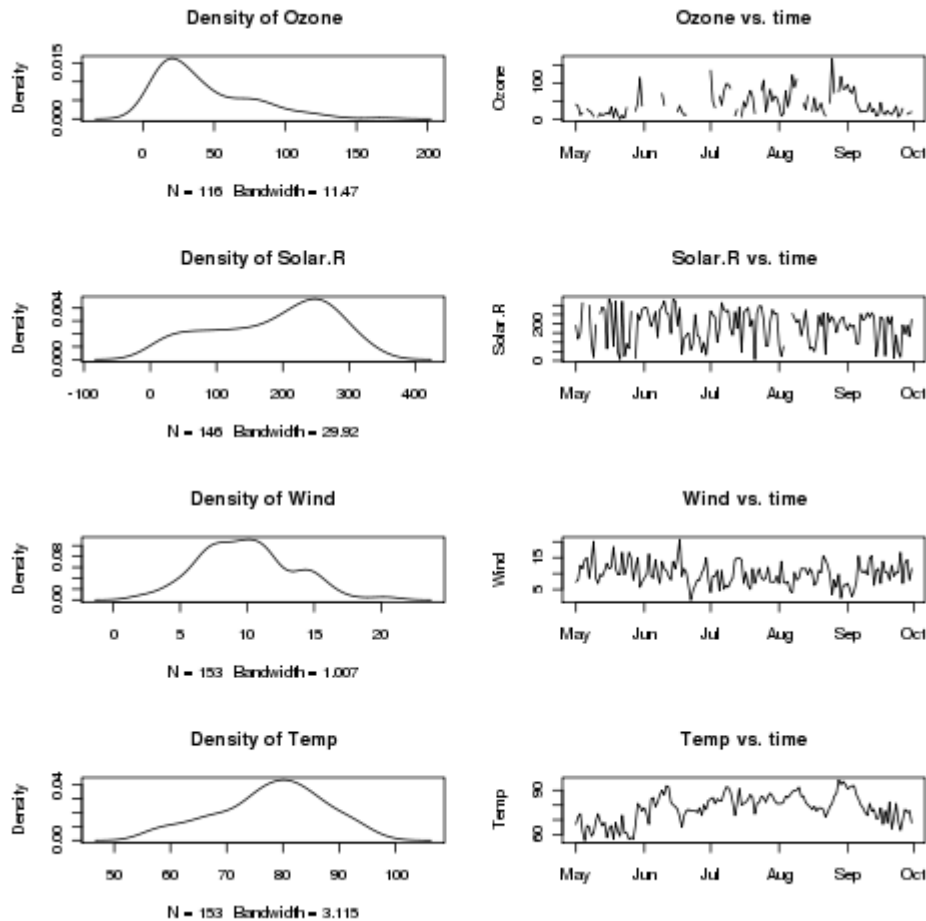 Density of Ozone
Density
0.000 0.015
0 50 100 150 200
N = 116 Bandwidth = 11.47
Ozone vs. time
Ozone
0 100
May Jun Jul Aug Sep Oct
Density of Solar.R
Density
0.000 0.004
-100 0 100 200 300 400
N = 146 Bandwidth = 29.92
Solar.R vs. time
Solar.R
0 200
May Jun Jul Aug Sep Oct
Density of Wind
Density
0.00 0.08
0 5 10 15 20
N = 153 Bandwidth = 1.007
Wind vs. time
Wind
5 15
May Jun Jul Aug Sep Oct
Density of Temp
Density
0.00 0.04
50 60 70 80 90 100
N = 153 Bandwidth = 3.115
Temp vs. time
Temp
60 90
May Jun Jul Aug Sep Oct